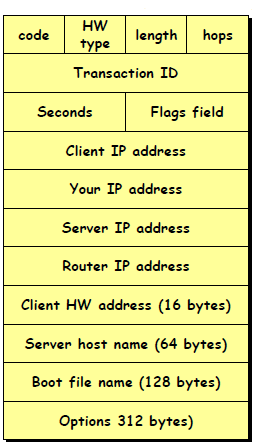 code HW type length hops
Transaction ID
Seconds Flags field
Client IP address
Your IP address
Server IP address
Router IP address
Client HW address (16 bytes)
Server host name (64 bytes)
Boot file name (128 bytes)
Options 312 bytes)